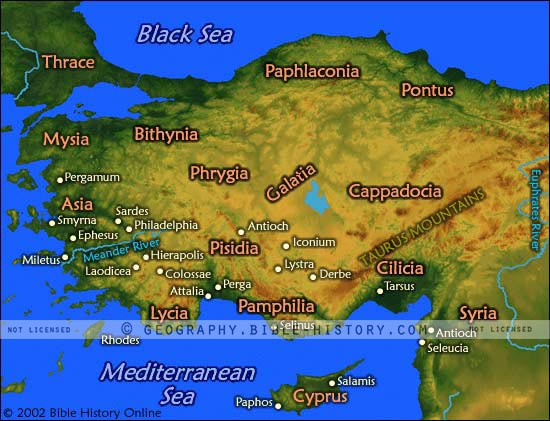 Black Sea
Thrace
Paphlaconia
Pontus
Mysia
Bithynia
Phrygia
Galatia
Cappadocia
Euphrates River
Pergamum
Asia
Smyrna
Sardes
Philadelphia
Ephesus
Antioch
TAURUS MOUNTAINS
Meander River
Hierapolis
Pisidia
Iconium
Miletus
Laodicea
Colossae
Lystra
Derbe
Cilicia
Perga
Attalia
Tarsus
Lycia
Pamphilia
Syria
NOT LICENSED - © GEOGRAPHY.BIBLE-HISTORY.COM - NOT LICENSED
Selinus
Antioch
Rhodes
Seleucia
Mediterranean
Sea
Salamis
Paphos
Cyprus
© 2002 Bible History Online